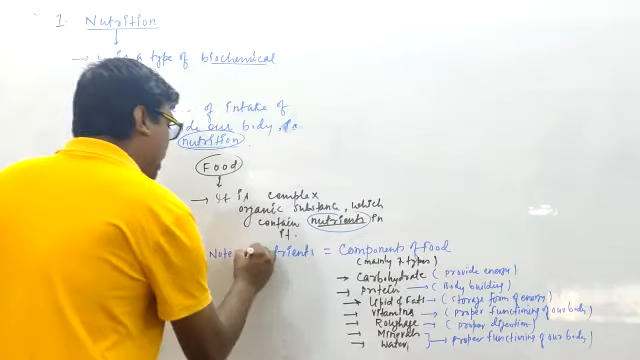 1. Nutrition
is a type of biochemical
of intake of
our body, is
nutrition
Food
→ It is complex
organic substance, which
contain nutrients in
it.
Note = Components of food
(mainly 7 types)
→ Carbohydrate (provide energy)
→ Protein → (Body building)
→ Lipid & Fats → (storage form of energy)
→ Vitamins → (proper functioning of our body)
→ Roughage → (proper digestion)
→ Minerals
→ Water → proper functioning of our body)